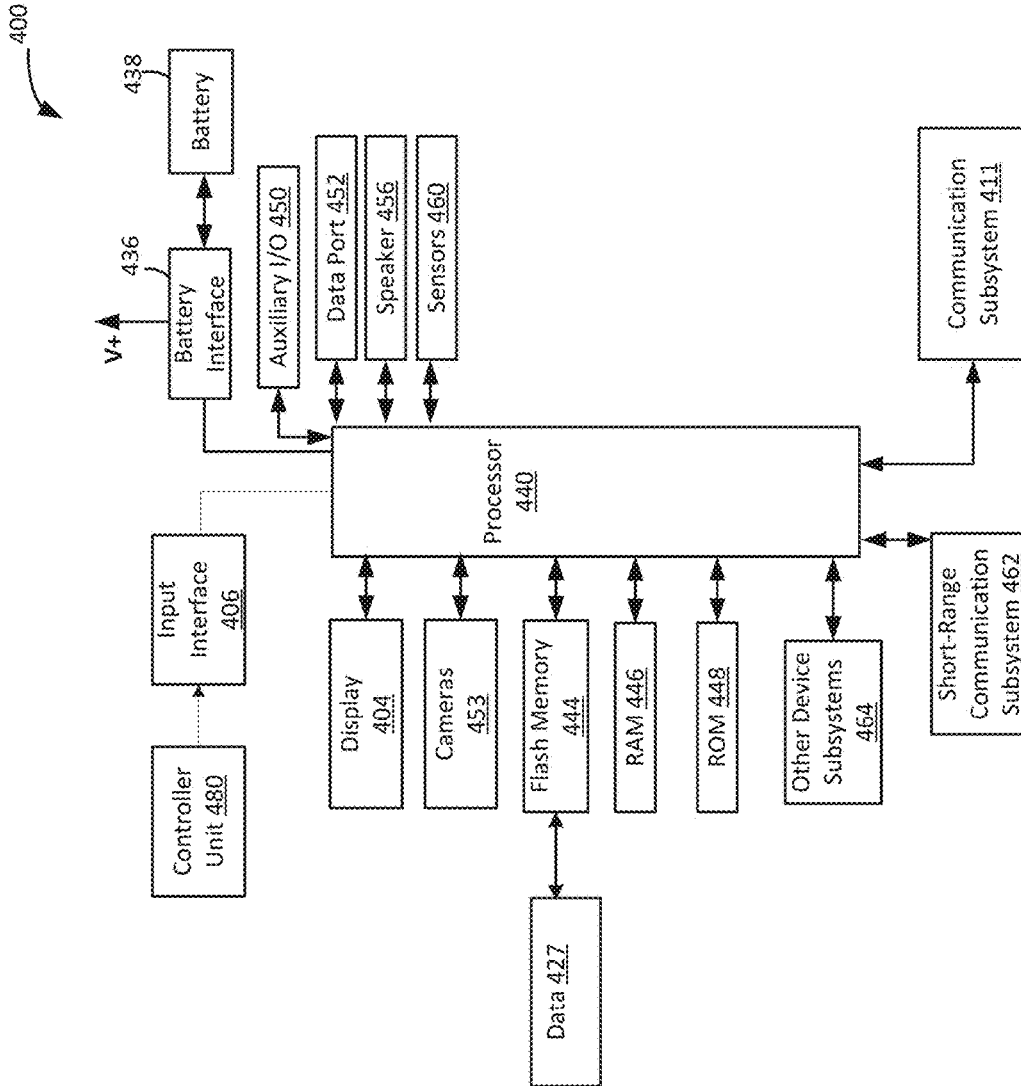 400
V+
436
438
Controller
Unit 480
Input
Interface
406
Battery
Interface
Battery
Auxiliary I/O 450
Data Port 452
Speaker 456
Sensors 460
Display
404
Cameras
453
Data 427
Flash Memory
444
RAM 446
ROM 448
Other Device
Subsystems
464
Processor
440
Short-Range
Communication
Subsystem 462
Communication
Subsystem 411